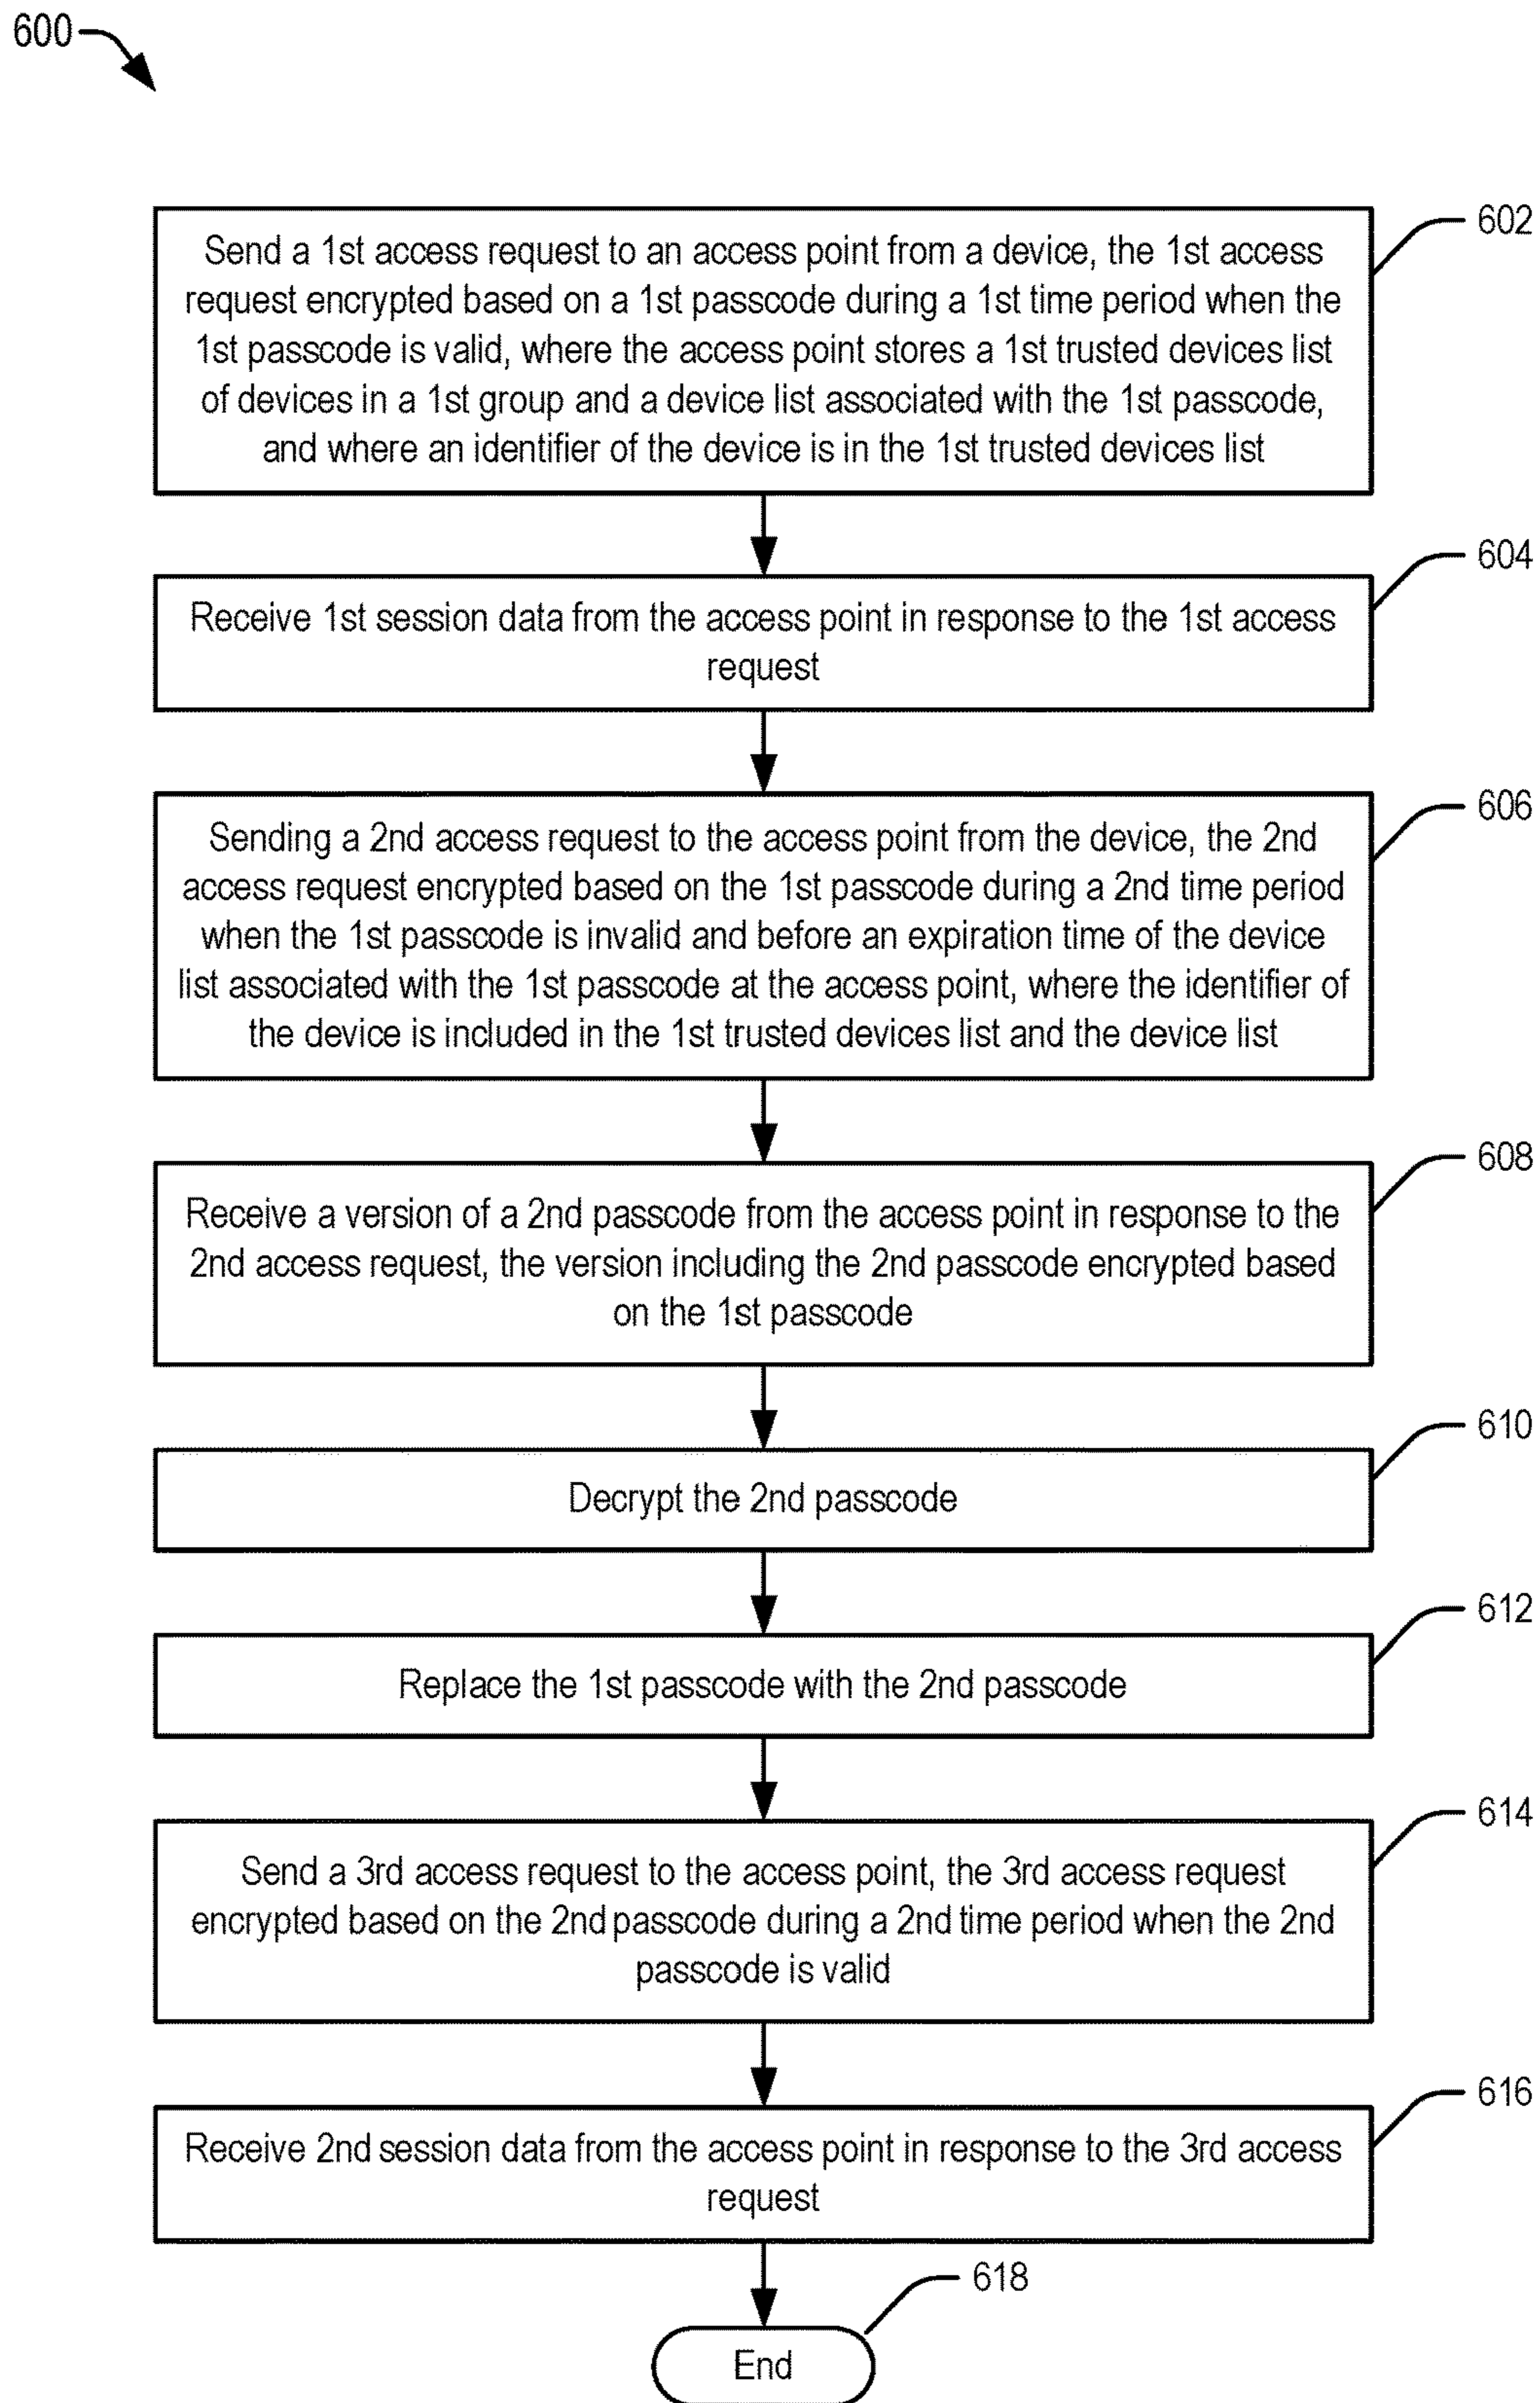 600
602
Send a 1st access request to an access point from a device, the 1st access
request encrypted based on a 1st passcode during a 1st time period when the
1st passcode is valid, where the access point stores a 1st trusted devices list
of devices in a 1st group and a device list associated with the 1st passcode,
and where an identifier of the device is in the 1st trusted devices list
604
Receive 1st session data from the access point in response to the 1st access
request
606
Sending a 2nd access request to the access point from the device, the 2nd
access request encrypted based on the 1st passcode during a 2nd time period
when the 1st passcode is invalid and before an expiration time of the device
list associated with the 1st passcode at the access point, where the identifier of
the device is included in the 1st trusted devices list and the device list
608
Receive a version of a 2nd passcode from the access point in response to the
2nd access request, the version including the 2nd passcode encrypted based
on the 1st passcode
610
Decrypt the 2nd passcode
612
Replace the 1st passcode with the 2nd passcode
614
Send a 3rd access request to the access point, the 3rd access request
encrypted based on the 2nd passcode during a 2nd time period when the 2nd
passcode is valid
616
Receive 2nd session data from the access point in response to the 3rd access
request
618
End